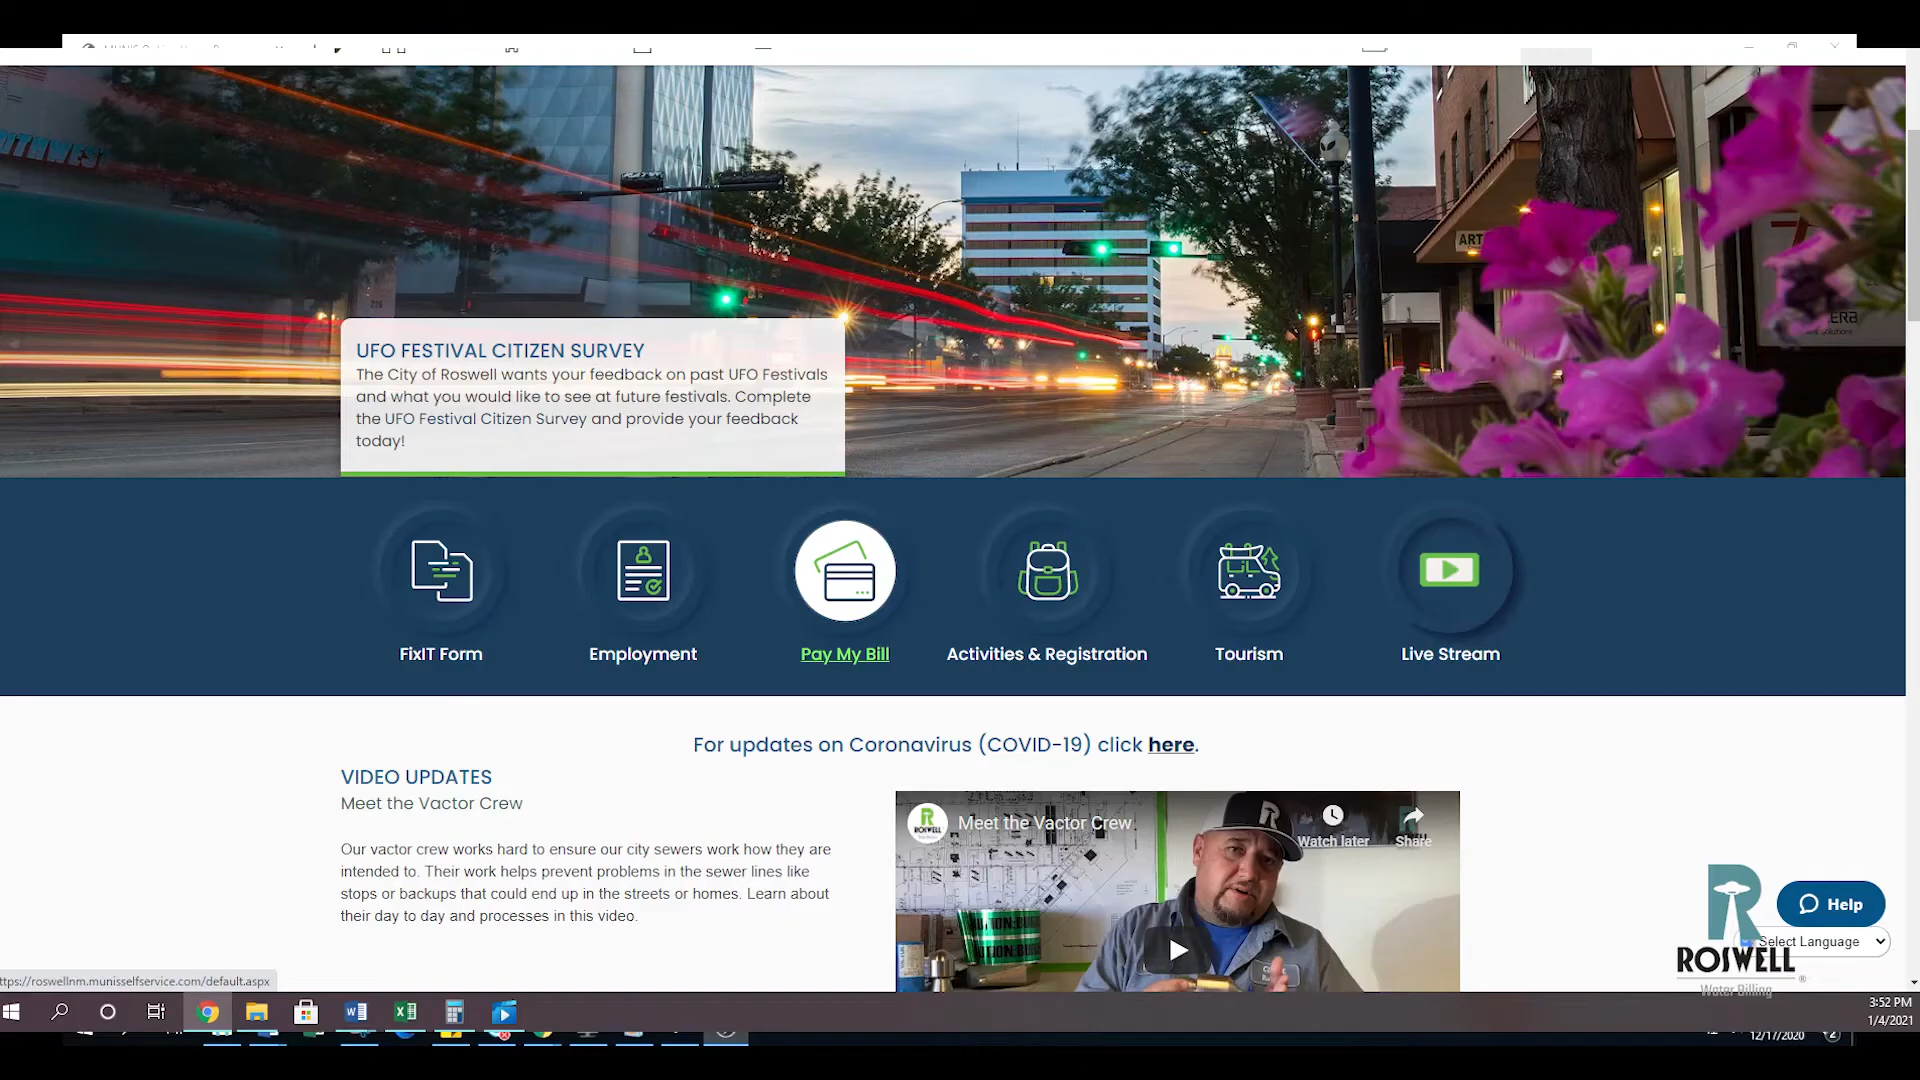 UFO FESTIVAL CITIZEN SURVEY
The City of Roswell wants your feedback on past UFO Festivals
and what you would like to see at future festivals. Complete
the UFO Festival Citizen Survey and provide your feedback
today!
FixIT Form
Employment
Pay My Bill
Activities & Registration
Tourism
Live Stream
For updates on Coronavirus (COVID-19) click here.
VIDEO UPDATES
Meet the Vactor Crew
Our vactor crew works hard to ensure our city sewers work how they are
intended to. Their work helps prevent problems in the sewer lines like
stops or backups that could end up in the streets or homes. Learn about
their day to day and processes in this video.
ROSWELL
Meet the Vactor Crew
Watch later
Share
Help
Select Language
ROSWELL
Water Billing
ttps://roswellnm.munisselfservice.com/default.aspx
3:52 PM
1/4/2021
12/17/2020